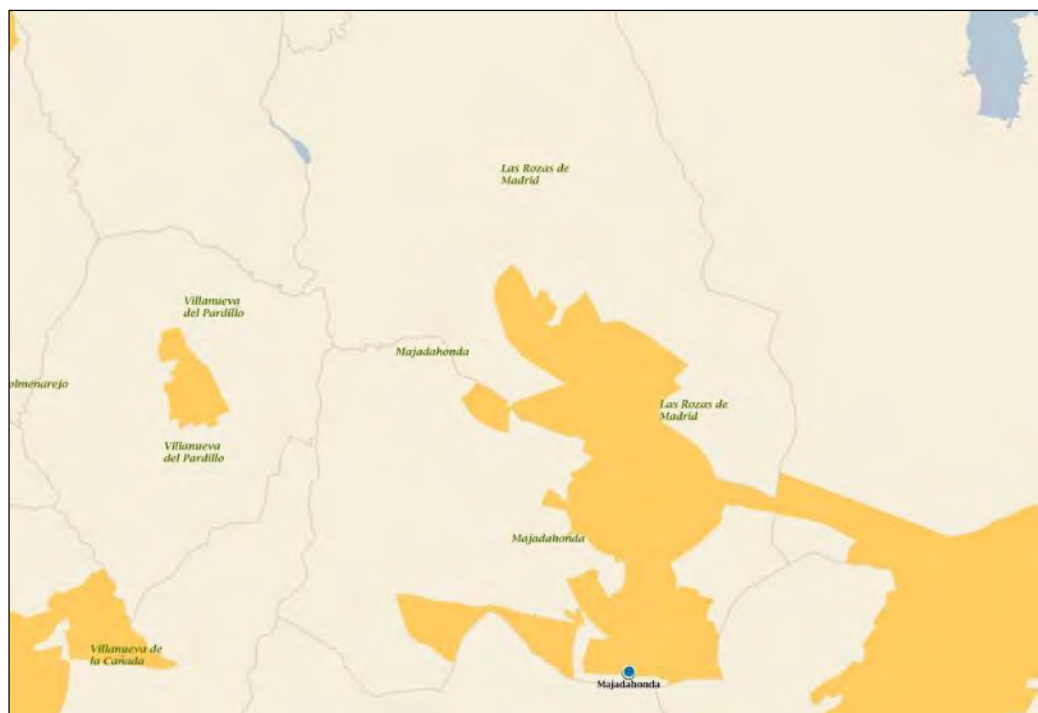 Las Rozas de
Madrid
Villanueva
del Pardillo
Majadahonda
olmenarejo
Las Rozas de
Madrid
Villanueva
del Pardillo
Majadahonda
Villanueva de
la Cañada
Majadahonda